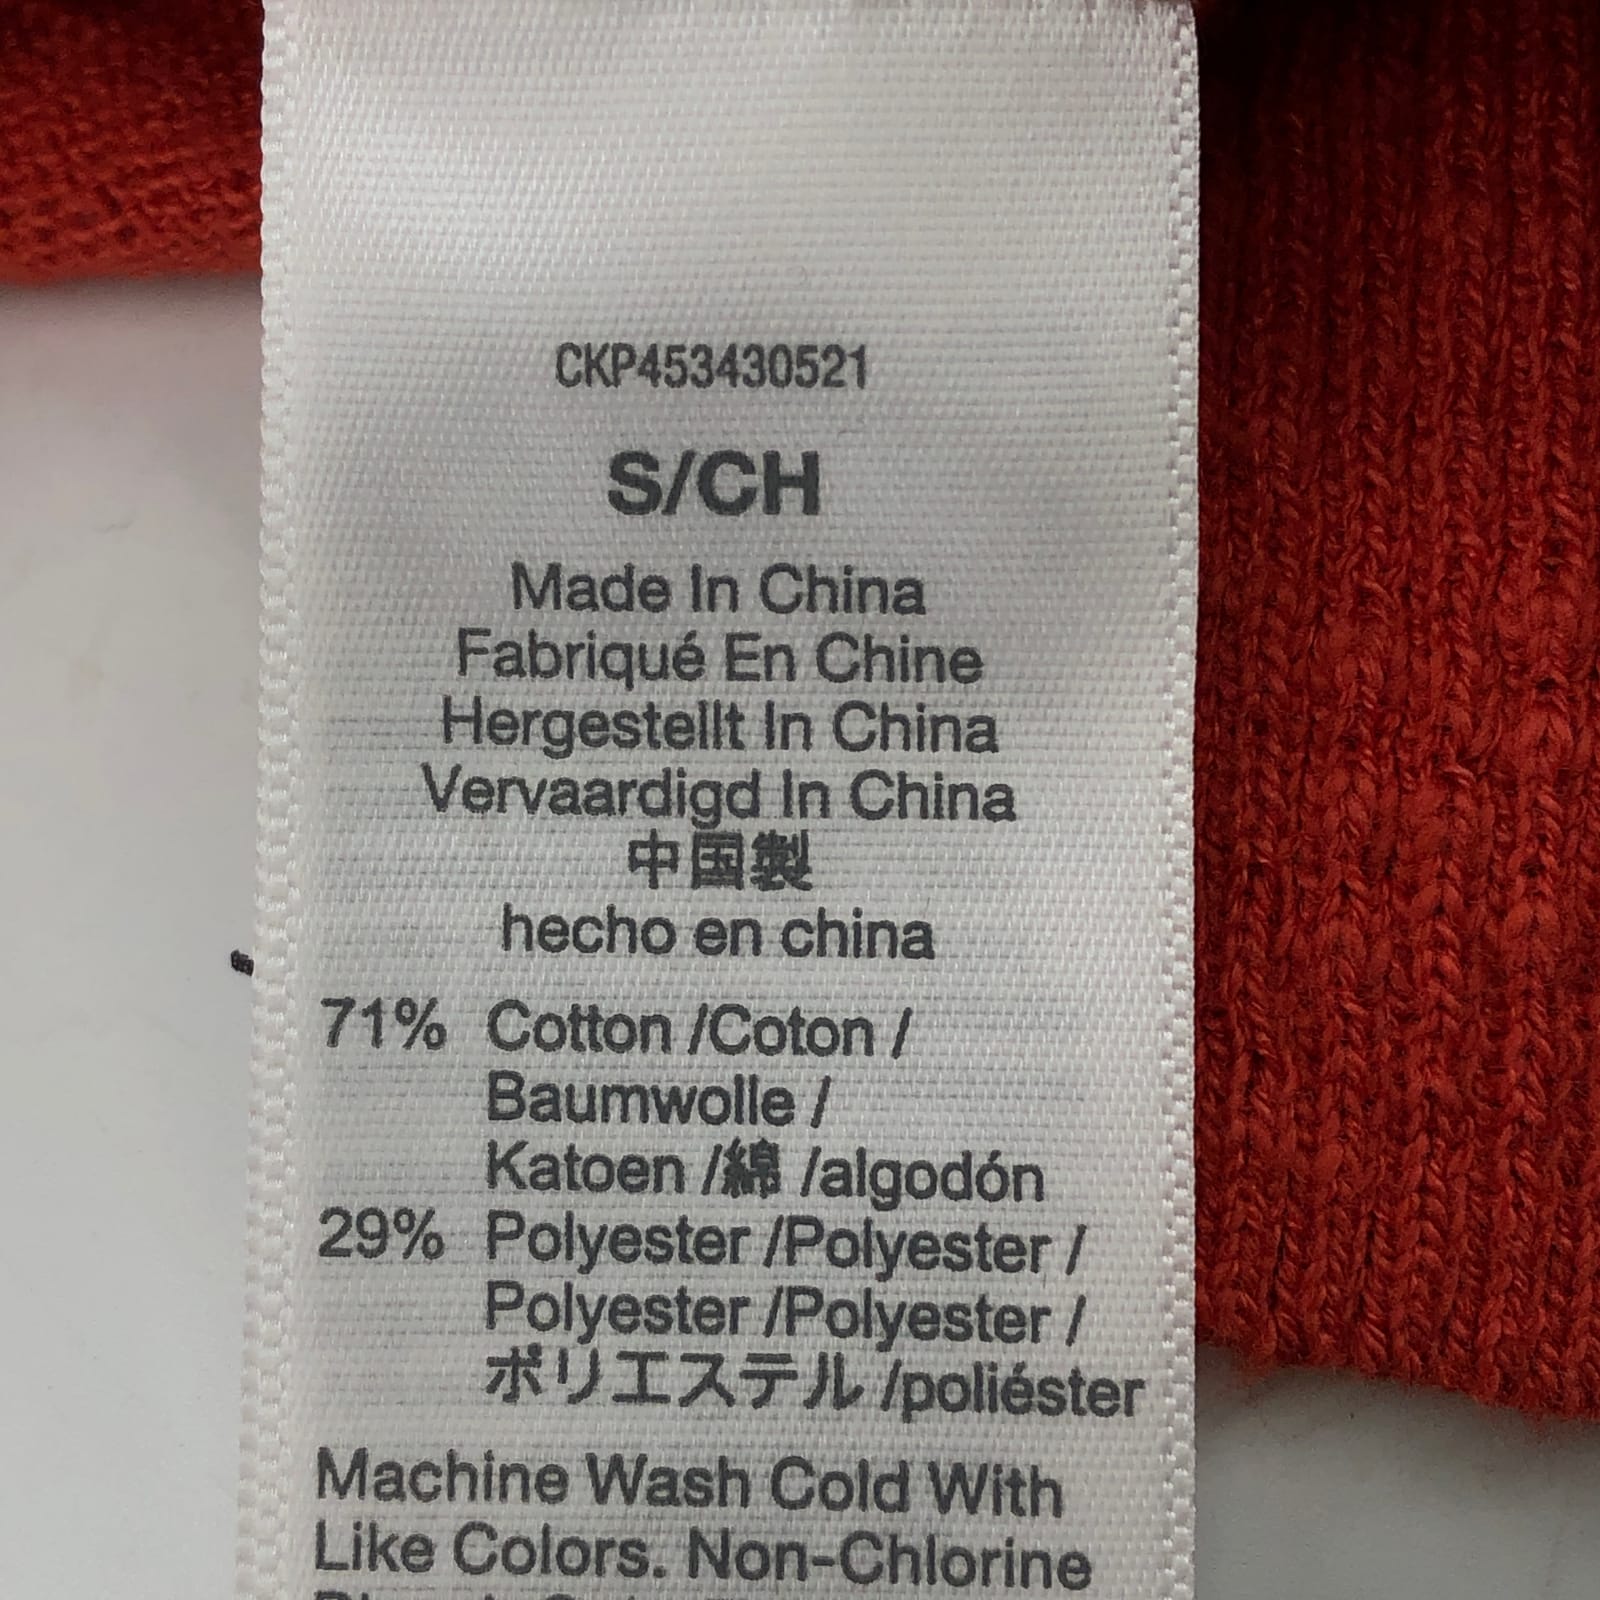 CKP453430521
S/CH
Made In China
Fabriqué En Chine
Hergestellt In China
Vervaardigd In China
中国製
hecho en china
71% Cotton /Coton /
Baumwolle /
Katoen /綿 /algodón
29% Polyester /Polyester /
Polyester /Polyester /
ポリエステル /poliéster
Machine Wash Cold With
Like Colors. Non-Chlorine